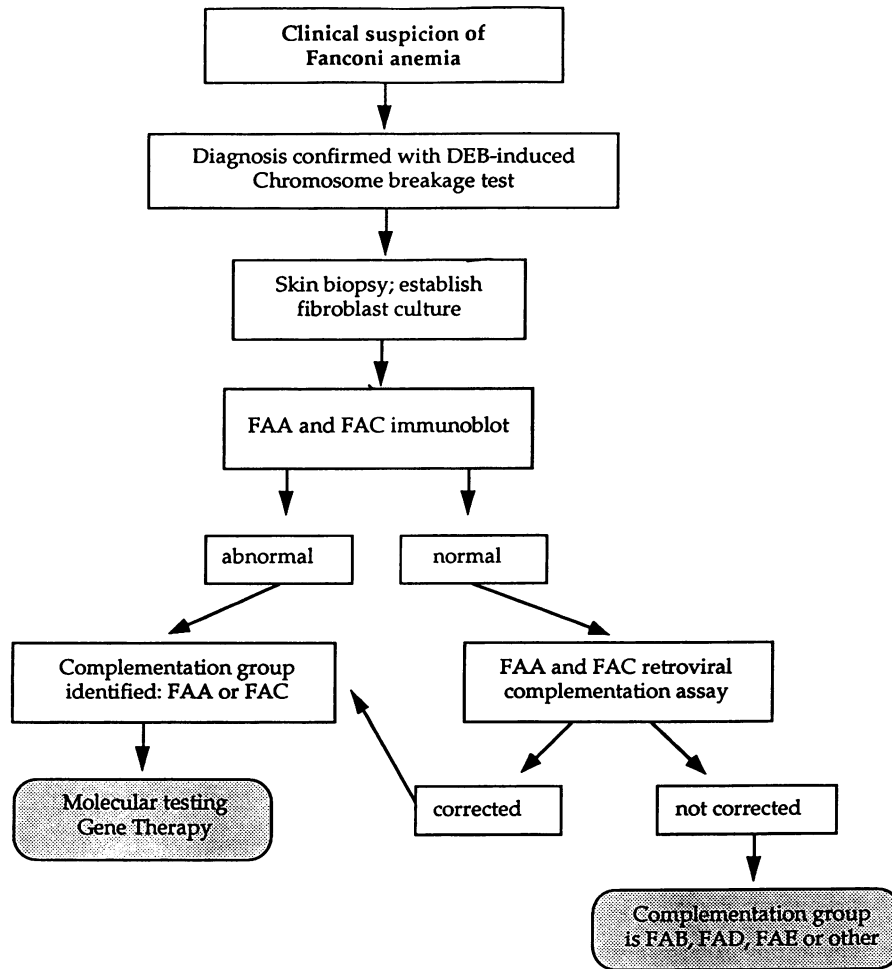 Clinical suspicion of
Fanconi anemia
Diagnosis confirmed with DEB-induced
Chromosome breakage test
Skin biopsy; establish
fibroblast culture
FAA and FAC immunoblot
abnormal
normal
Complementation group
identified: FAA or FAC
FAA and FAC retroviral
complementation assay
Molecular testing
Gene Therapy
corrected
not corrected
Complementation group
is FAB, FAD, FAE or other